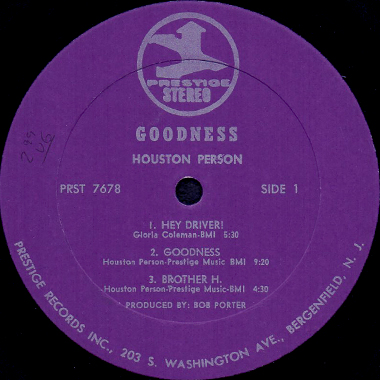 PRESTIGE
STEREO
GOODNESS
HOUSTON PERSON
PRST 7678
SIDE 1
1. HEY DRIVER!
Gloria Coleman-BMI 5:30
2. GOODNESS
Houston Person-Prestige Music BMI 9:20
3. BROTHER H.
Houston Person-Prestige Music-BMI 4:30
PRODUCED BY: BOB PORTER
PRESTIGE RECORDS INC., 203 S. WASHINGTON AVE., BERGENFIELD, N. J.